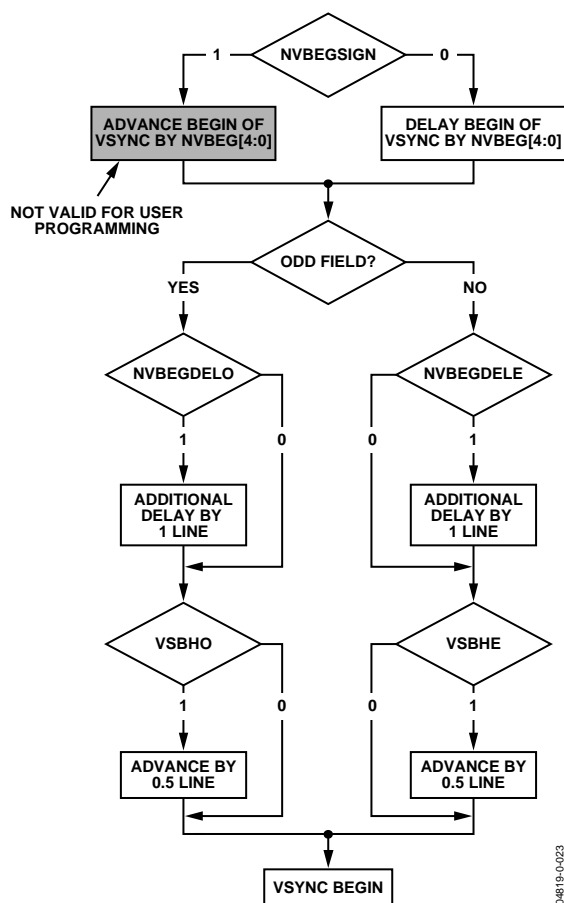 NVBEGSIGN
1
0
ADVANCE BEGIN OF
VSYNC BY NVBEG[4:0]
DELAY BEGIN OF
VSYNC BY NVBEG[4:0]
NOT VALID FOR USER
PROGRAMMING
ODD FIELD?
YES
NO
NVBEGDELO
NVBEGDELE
1
0
0
1
ADDITIONAL
DELAY BY
1 LINE
ADDITIONAL
DELAY BY
1 LINE
VSBHO
VSBHE
1
0
0
1
ADVANCE BY
0.5 LINE
ADVANCE BY
0.5 LINE
VSYNC BEGIN
04819-0-023